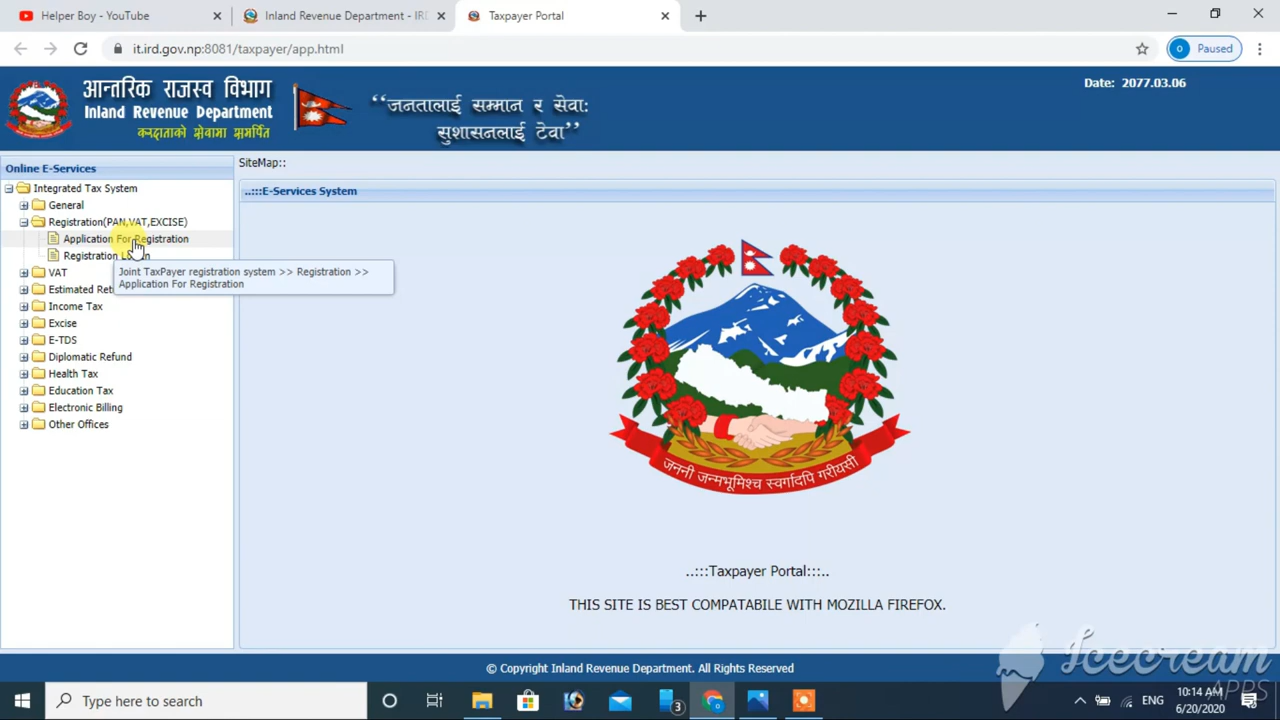 Helper Boy - YouTube
Inland Revenue Department - IRD
Taxpayer Portal
it.ird.gov.np:8081/taxpayer/app.html
Paused
आन्तरिक राजस्व विभाग
Inland Revenue Department
करदाताको सेवामा समर्पित
“जनतालाई सम्मान र सेवा:
सुशासनलाई टेवा”
Date: 2077.03.06
Online E-Services
SiteMap::
Integrated Tax System
..:::E-Services System
General
Registration(PAN,VAT,EXCISE)
Application For Registration
Registration
Joint TaxPayer registration system >> Registration >>
Application For Registration
VAT
Estimated
Income Tax
Excise
E-TDS
Diplomatic Refund
Health Tax
Education Tax
Electronic Billing
Other Offices
जननी जन्मभूमिश्च स्वर्गादपि गरीयसी
..:::Taxpayer Portal:::..
THIS SITE IS BEST COMPATABILE WITH MOZILLA FIREFOX.
© Copyright Inland Revenue Department. All Rights Reserved
Icecream
APPS
Type here to search
3
ENG
10:14 AM
6/20/2020